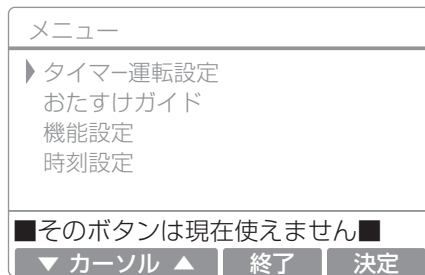 メニュー
タイマー運転設定
おたすけガイド
機能設定
時刻設定
■そのボタンは現在使えません■
▼ カーソル ▲ 終了 決定